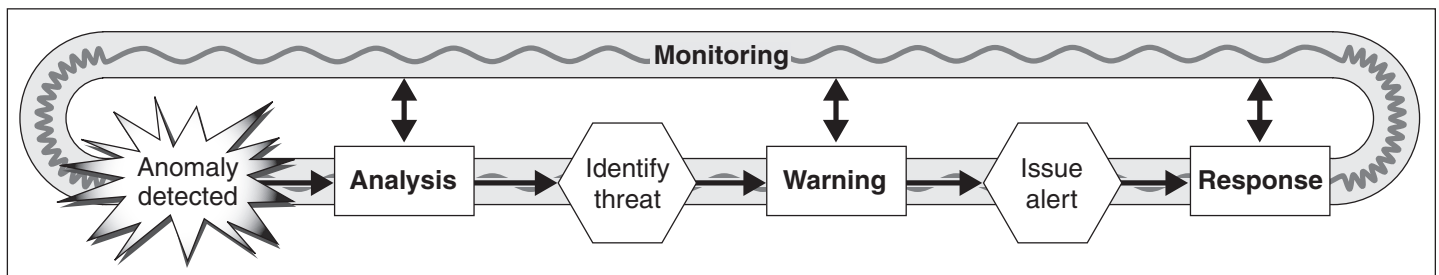 Monitoring
Anomaly
detected
Analysis
Identify
threat
Warning
Issue
alert
Response